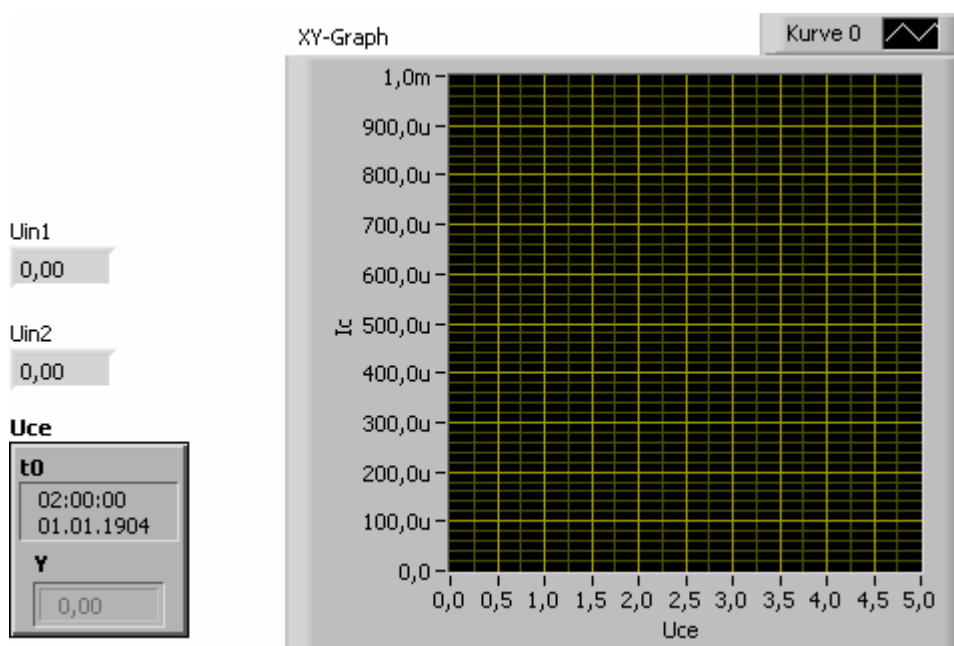 XY-Graph
Kurve 0
1,0m
900,0u
800,0u
700,0u
600,0u
500,0u
400,0u
300,0u
200,0u
100,0u
0,0
Ic
0,0 0,5 1,0 1,5 2,0 2,5 3,0 3,5 4,0 4,5 5,0
Uce
Uin1
0,00
Uin2
0,00
Uce
t0
02:00:00
01.01.1904
Y
0,00